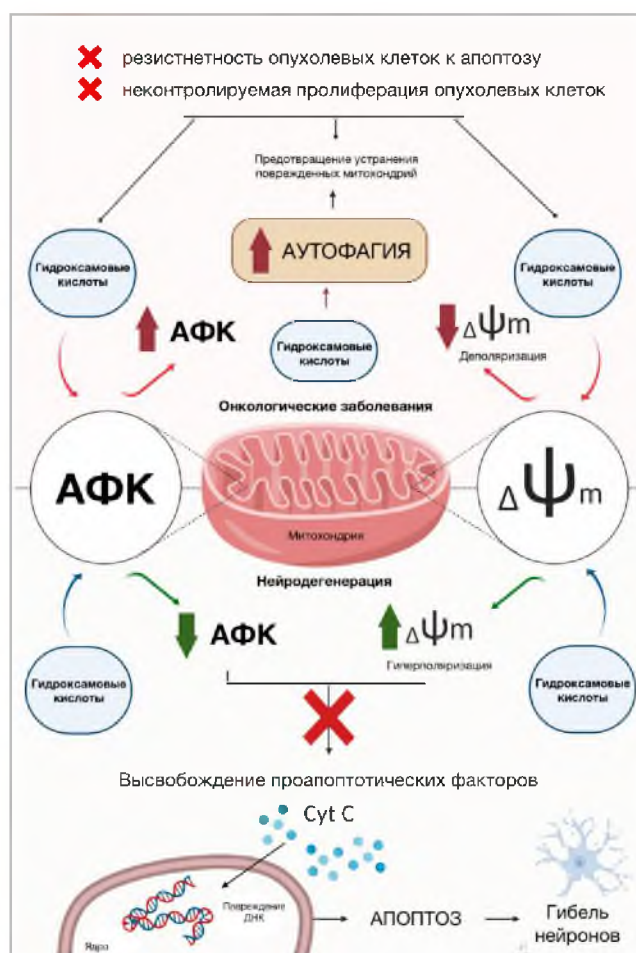 резистнетность опухолевых клеток к апоптозу
неконтролируемая пролиферация опухолевых клеток
Предотвращение устранения
поврежденных митохондрий
Гидроксамовые
кислоты
АУТОФАГИЯ
Гидроксамовые
кислоты
АФК
Гидроксамовые
кислоты
Δψm
Деполяризация
Онкологические заболевания
АФК
Митохондрия
Δψm
Нейродегенерация
АФК
Δψm
Гиперполяризация
Гидроксамовые
кислоты
Гидроксамовые
кислоты
Высвобождение проапоптотических факторов
Cyt C
Повреждение
ДНК
АПОПТОЗ
Гибель
нейронов
Ядро